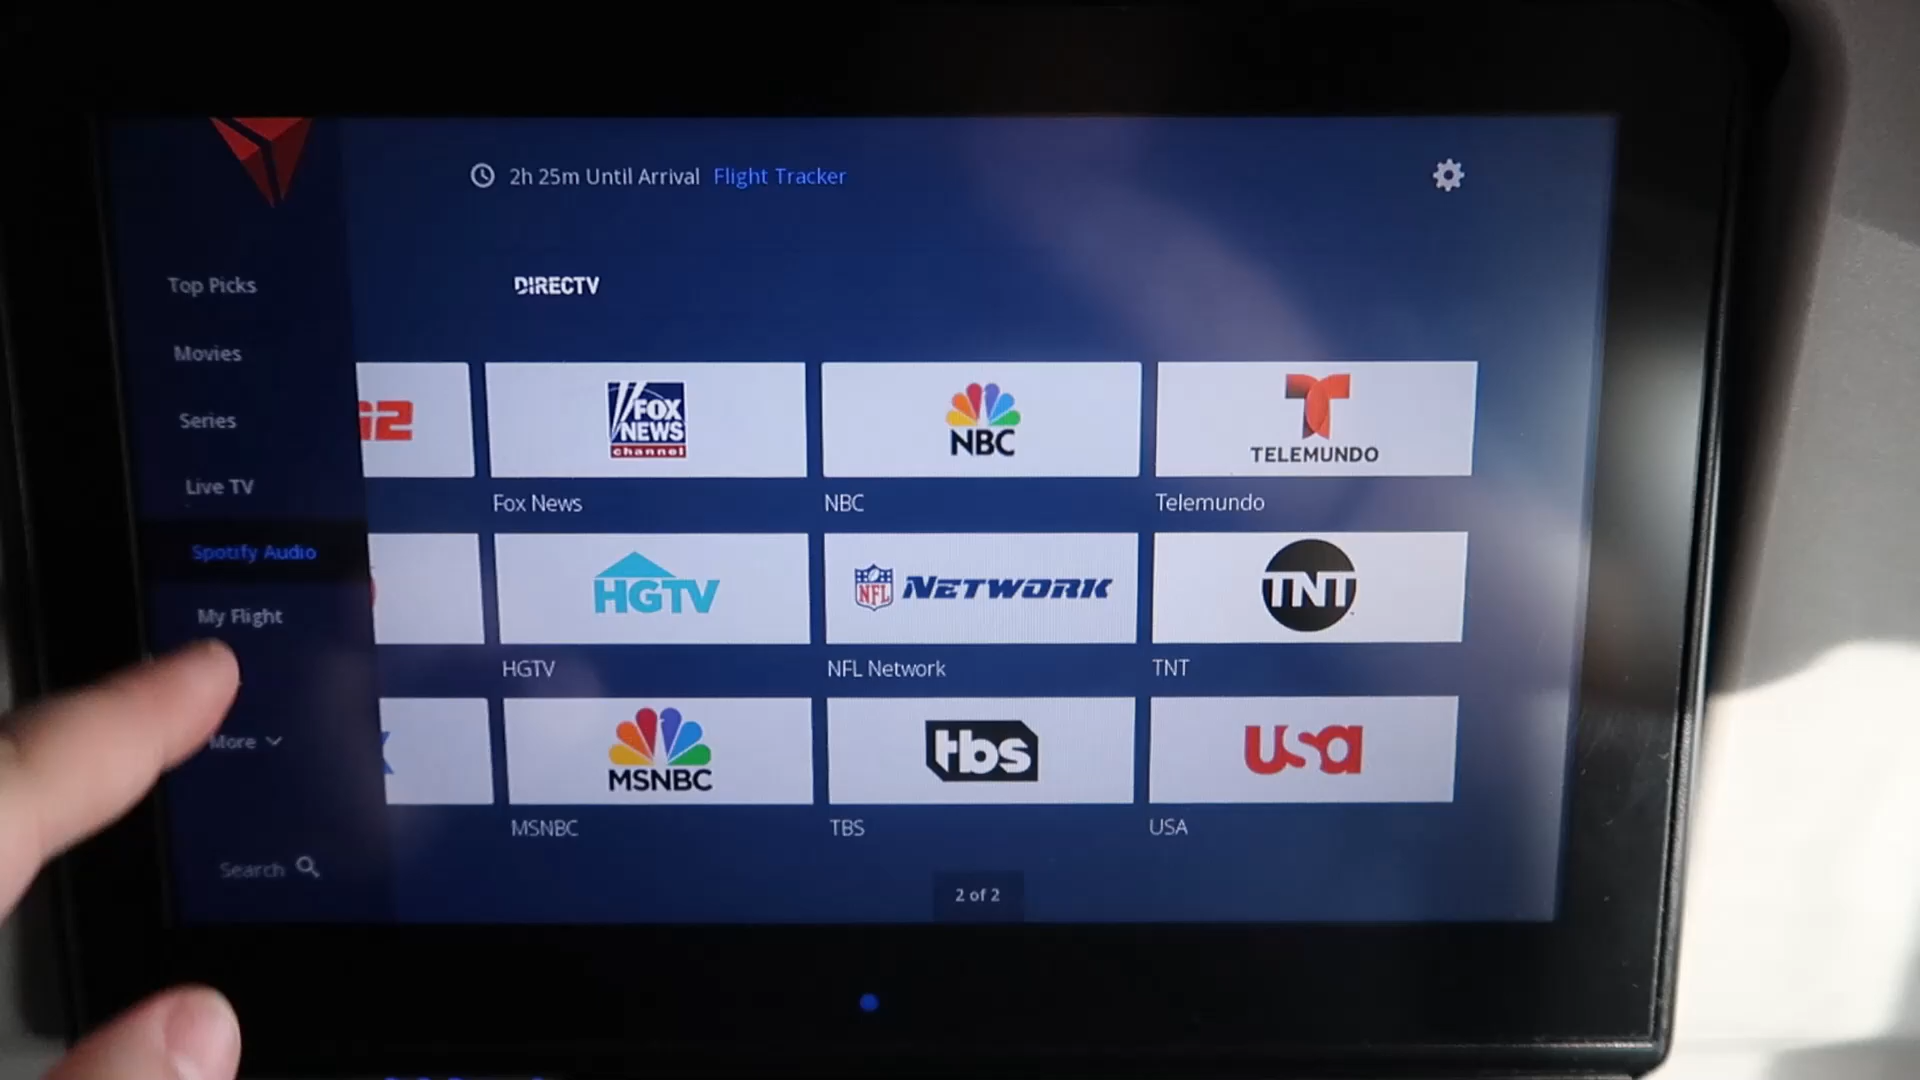 2h 25m Until Arrival Flight Tracker
DIRECTV
Top Picks
Movies
Series
Live TV
Spotify Audio
My Flight
More
Search
FOX
NEWS
channel
NBC
TELEMUNDO
Fox News
NBC
Telemundo
HGTV
NFL
NETWORK
TNT
HGTV
NFL Network
TNT
MSNBC
tbs
usa
MSNBC
TBS
USA
2 of 2